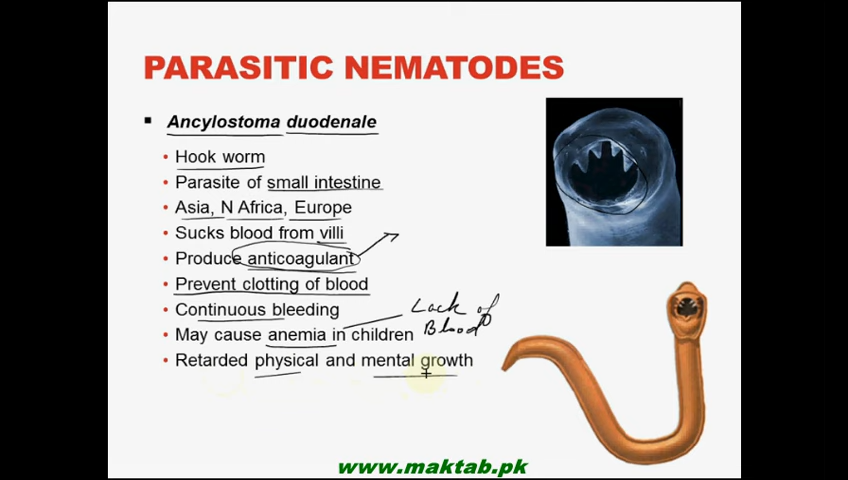 PARASITIC NEMATODES
▪ Ancylostoma duodenale
• Hook worm
• Parasite of small intestine
• Asia, N Africa, Europe
• Sucks blood from villi
• Produce anticoagulant
• Prevent clotting of blood
• Continuous bleeding
• May cause anemia in children
Lack of
Blood
• Retarded physical and mental growth
www.maktab.pk